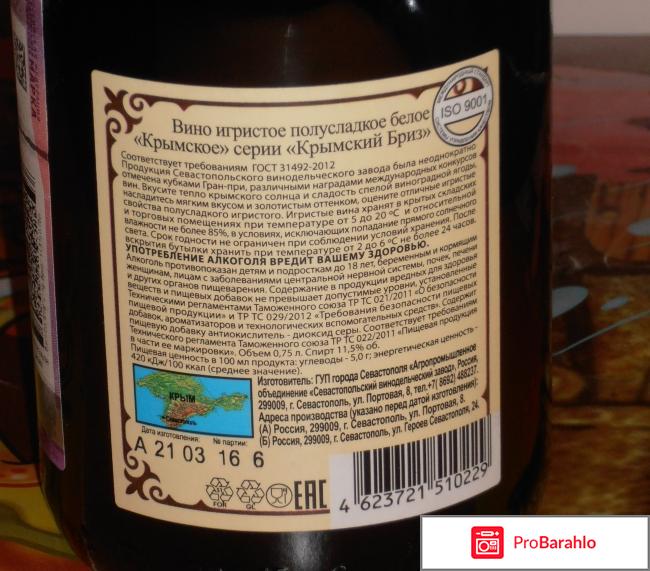 Вино игристое полусладкое белое
«Крымское» серии «Крымский Бриз»
ISO 9001
Соответствует требованиям ГОСТ 31492-2012
Продукция Севастопольского винодельческого завода была неоднократно
отмечена кубками Гран-при, различными наградами международных конкурсов
вин. Вкусите тепло крымского солнца и сладость спелой виноградной ягоды,
насладитесь мягким вкусом и золотистым оттенком, оцените отличные игристые
свойства полусладкого игристого. Игристые вина хранят в крытых складских
и торговых помещениях при температуре от 5 до 20 ºС и относительной
влажности не более 85%, в условиях, исключающих попадание прямого солнечного
света. Срок годности не ограничен при соблюдении условий хранения. После
вскрытия бутылки хранить при температуре от 2 до 6 ºС не более 24 часов.
УПОТРЕБЛЕНИЕ АЛКОГОЛЯ ВРЕДИТ ВАШЕМУ ЗДОРОВЬЮ.
Алкоголь противопоказан детям и подросткам до 18 лет, беременным и кормящим
женщинам, лицам с заболеваниями центральной нервной системы, почек, печени
и других органов пищеварения. Содержание в продукции вредных для здоровья
веществ и пищевых добавок не превышает допустимые уровни, установленные
Техническими регламентами Таможенного союза ТР ТС 021/2011 «О безопасности
пищевой продукции» и ТР ТС 029/2012 «Требования безопасности пищевых
добавок, ароматизаторов и технологических вспомогательных средств». Содержит
пищевую добавку антиокислитель - диоксид серы. Соответствует требованиям
Технического регламента Таможенного союза ТР ТС 022/2011 «Пищевая продукция
в части ее маркировки». Объем 0,75 л. Спирт 11,5% об.
Пищевая ценность в 100 мл продукта: углеводы - 5,0 г; энергетическая ценность -
420 кДж/100 ккал (среднее значение).
КРЫМ
Севастополь
Изготовитель: ГУП города Севастополя «Агропромышленное
объединение «Севастопольский винодельческий завод», Россия,
299009, г. Севастополь, ул. Портовая, 8, тел.+7( 8692) 488237.
Адреса производства (указано перед датой изготовления):
(А) Россия, 299009, г. Севастополь, ул. Портовая, 8.
(Б) Россия, 299009, г. Севастополь, ул. Героев Севастополя, 24.
Дата изготовления: № партии:
А 21 03 16 6
FOR
GL
EAC
4 623721 510229
ProBarahlo